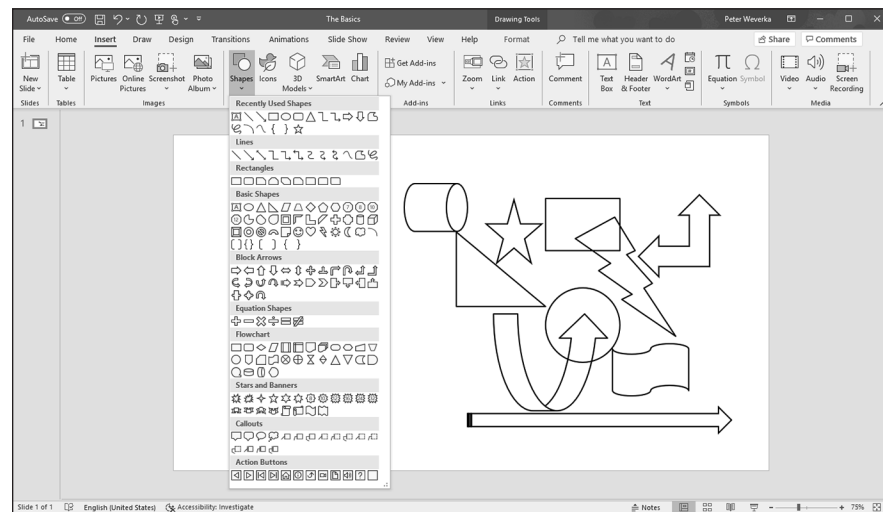 AutoSave Off The Basics Drawing Tools Peter Weverka
File Home Insert Draw Design Transitions Animations Slide Show Review View Help Format Tell me what you want to do Share Comments
New Slide
Table
Pictures
Online Pictures
Screenshot
Photo Album
Shapes
Icons
3D Models
SmartArt
Chart
Get Add-ins
My Add-ins
Zoom
Link
Action
Comment
Text Box
Header & Footer
WordArt
Equation
Symbol
Video
Audio
Screen Recording
Slides Tables Images Add-ins Links Comments Text Symbols Media
1
Recently Used Shapes
Lines
Rectangles
Basic Shapes
Block Arrows
Equation Shapes
Flowchart
Stars and Banners
Callouts
Action Buttons
Slide 1 of 1 English (United States) Accessibility: Investigate Notes 75%